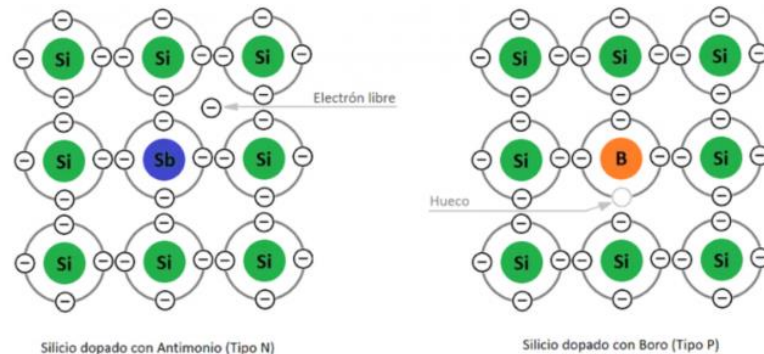 Si Si Si
Electrón libre
Si Sb Si
Si Si Si
Silicio dopado con Antimonio (Tipo N)
Si Si Si
Si B Si
Hueco
Si Si Si
Silicio dopado con Boro (Tipo P)